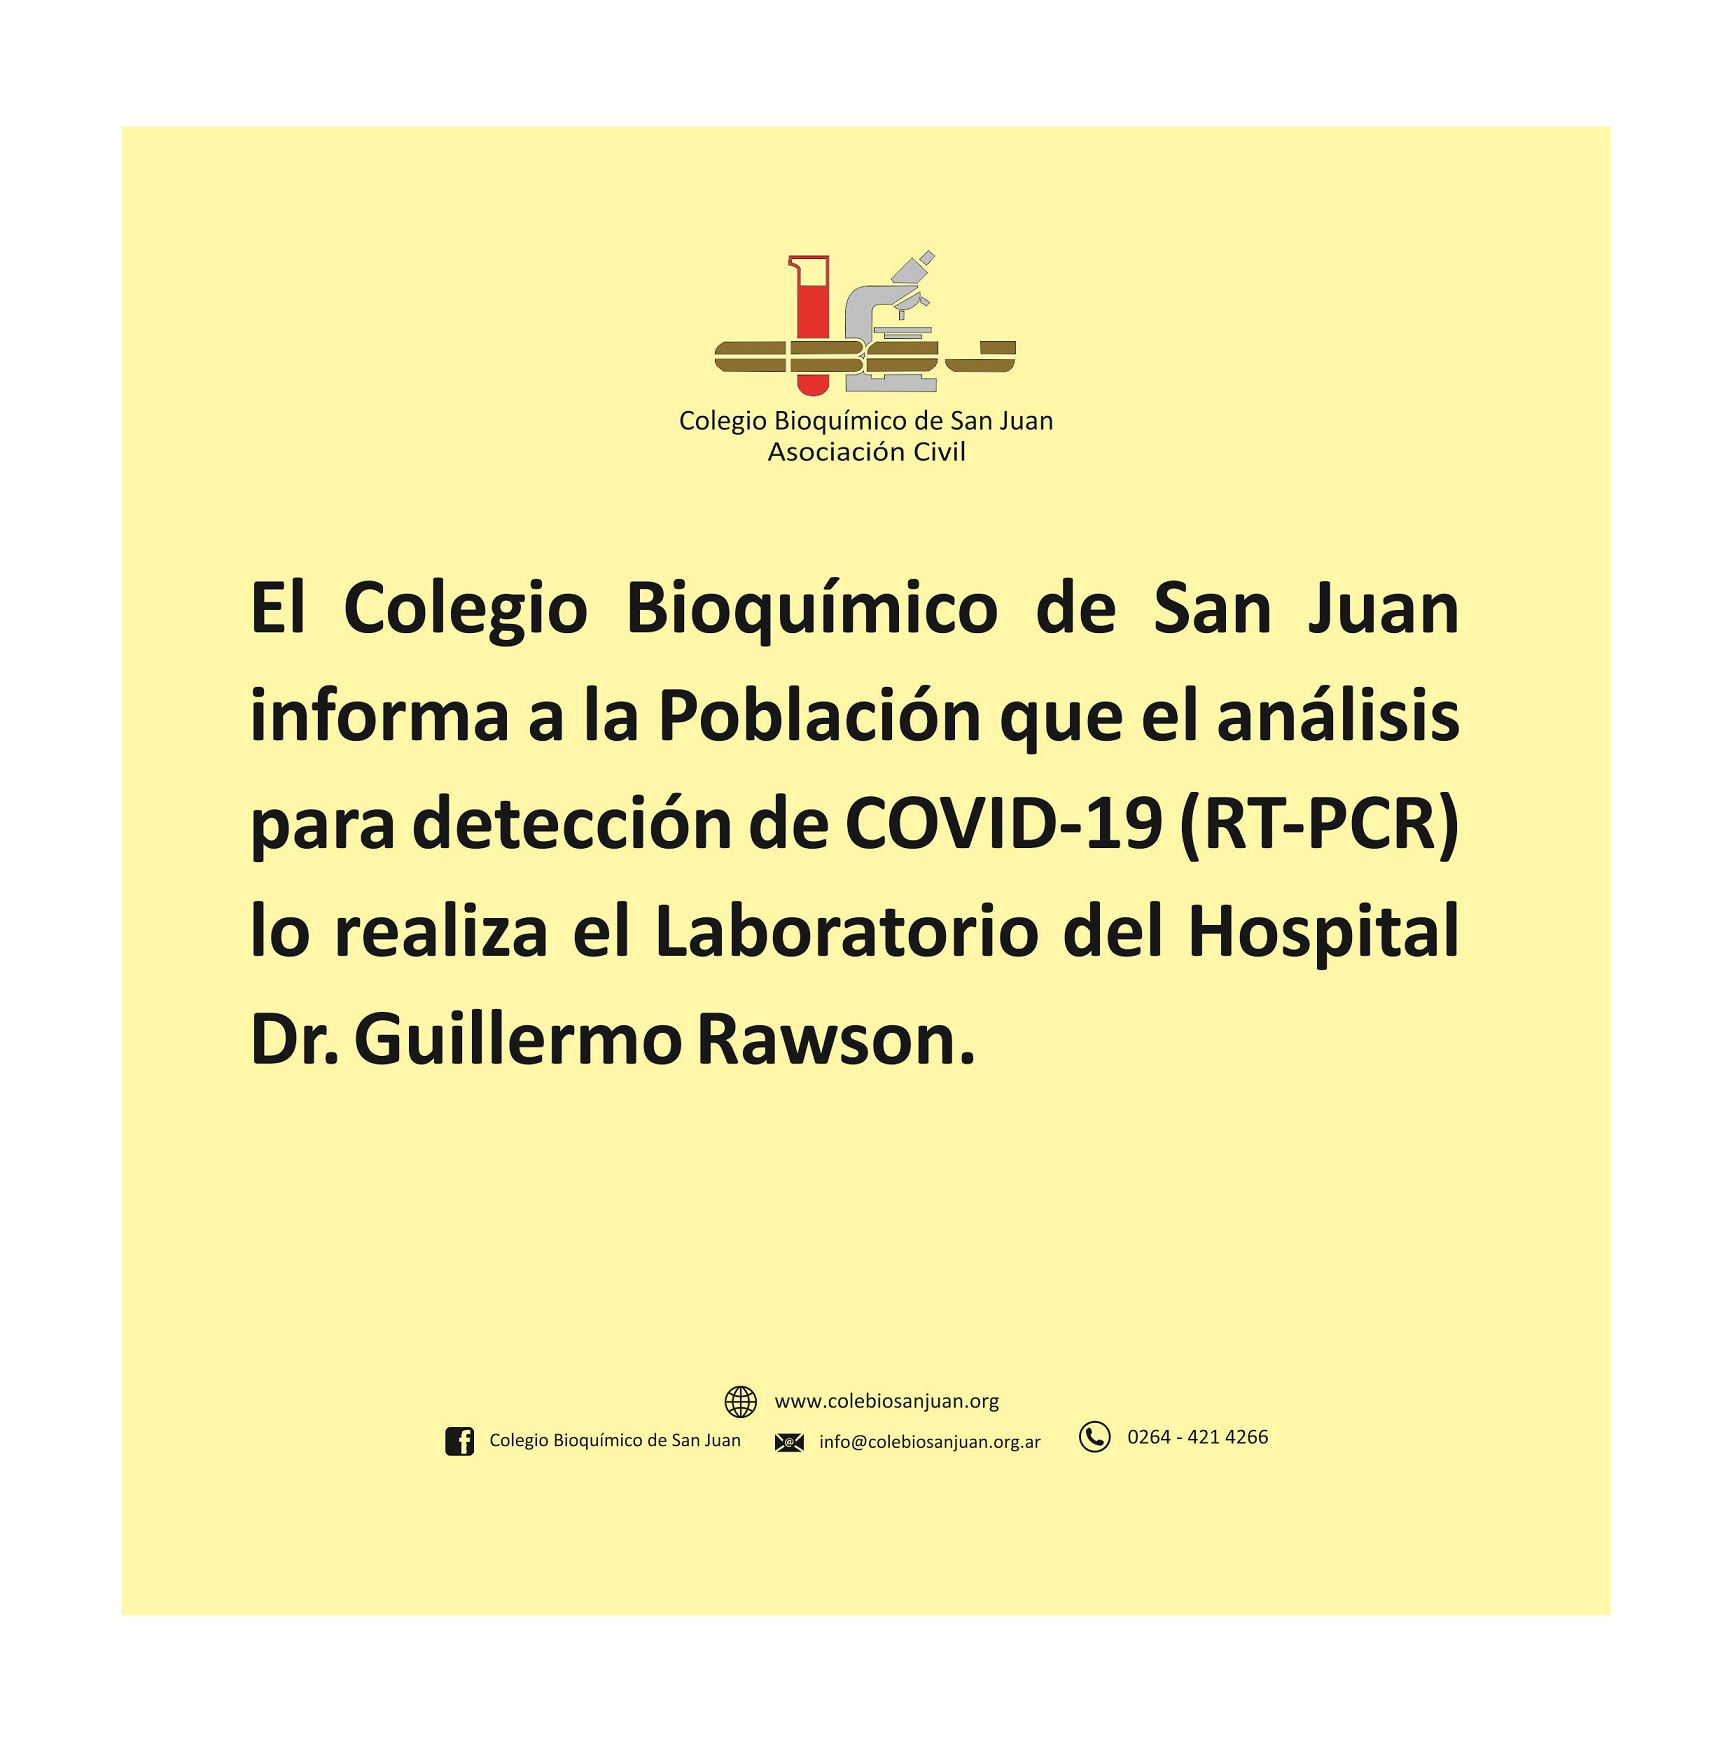 Colegio Bioquímico de San Juan
Asociación Civil
El Colegio Bioquímico de San Juan
informa a la Población que el análisis
para detección de COVID-19 (RT-PCR)
lo realiza el Laboratorio del Hospital
Dr. Guillermo Rawson.
www.colebiosanjuan.org
Colegio Bioquímico de San Juan info@colebiosanjuan.org.ar 0264 - 421 4266